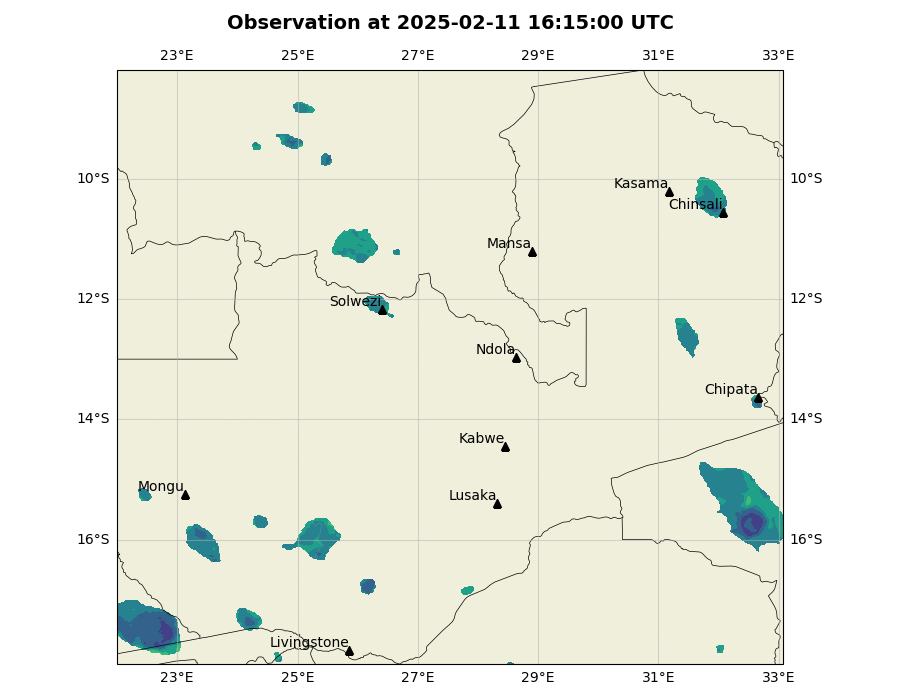 Observation at 2025-02-11 16:15:00 UTC
23°E 25°E 27°E 29°E 31°E 33°E
10°S 10°S
Kasama
Chinsali
Mansa
12°S 12°S
Solwezi
Ndola
Chipata
14°S 14°S
Kabwe
Mongu
Lusaka
16°S 16°S
Livingstone
23°E 25°E 27°E 29°E 31°E 33°E